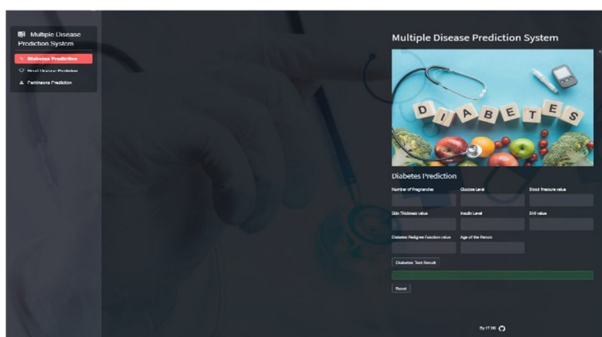 Multiple Disease
Prediction System
Diabetes Prediction
Heart Disease Prediction
Parkinsons Prediction
Multiple Disease Prediction System
DIABETES
Diabetes Prediction
Number of Pregnancies
Glucose Level
Blood Pressure value
Skin Thickness value
Insulin Level
BMI value
Diabetes Pedigree Function value
Age of the Person
Diabetes Test Result
Reset